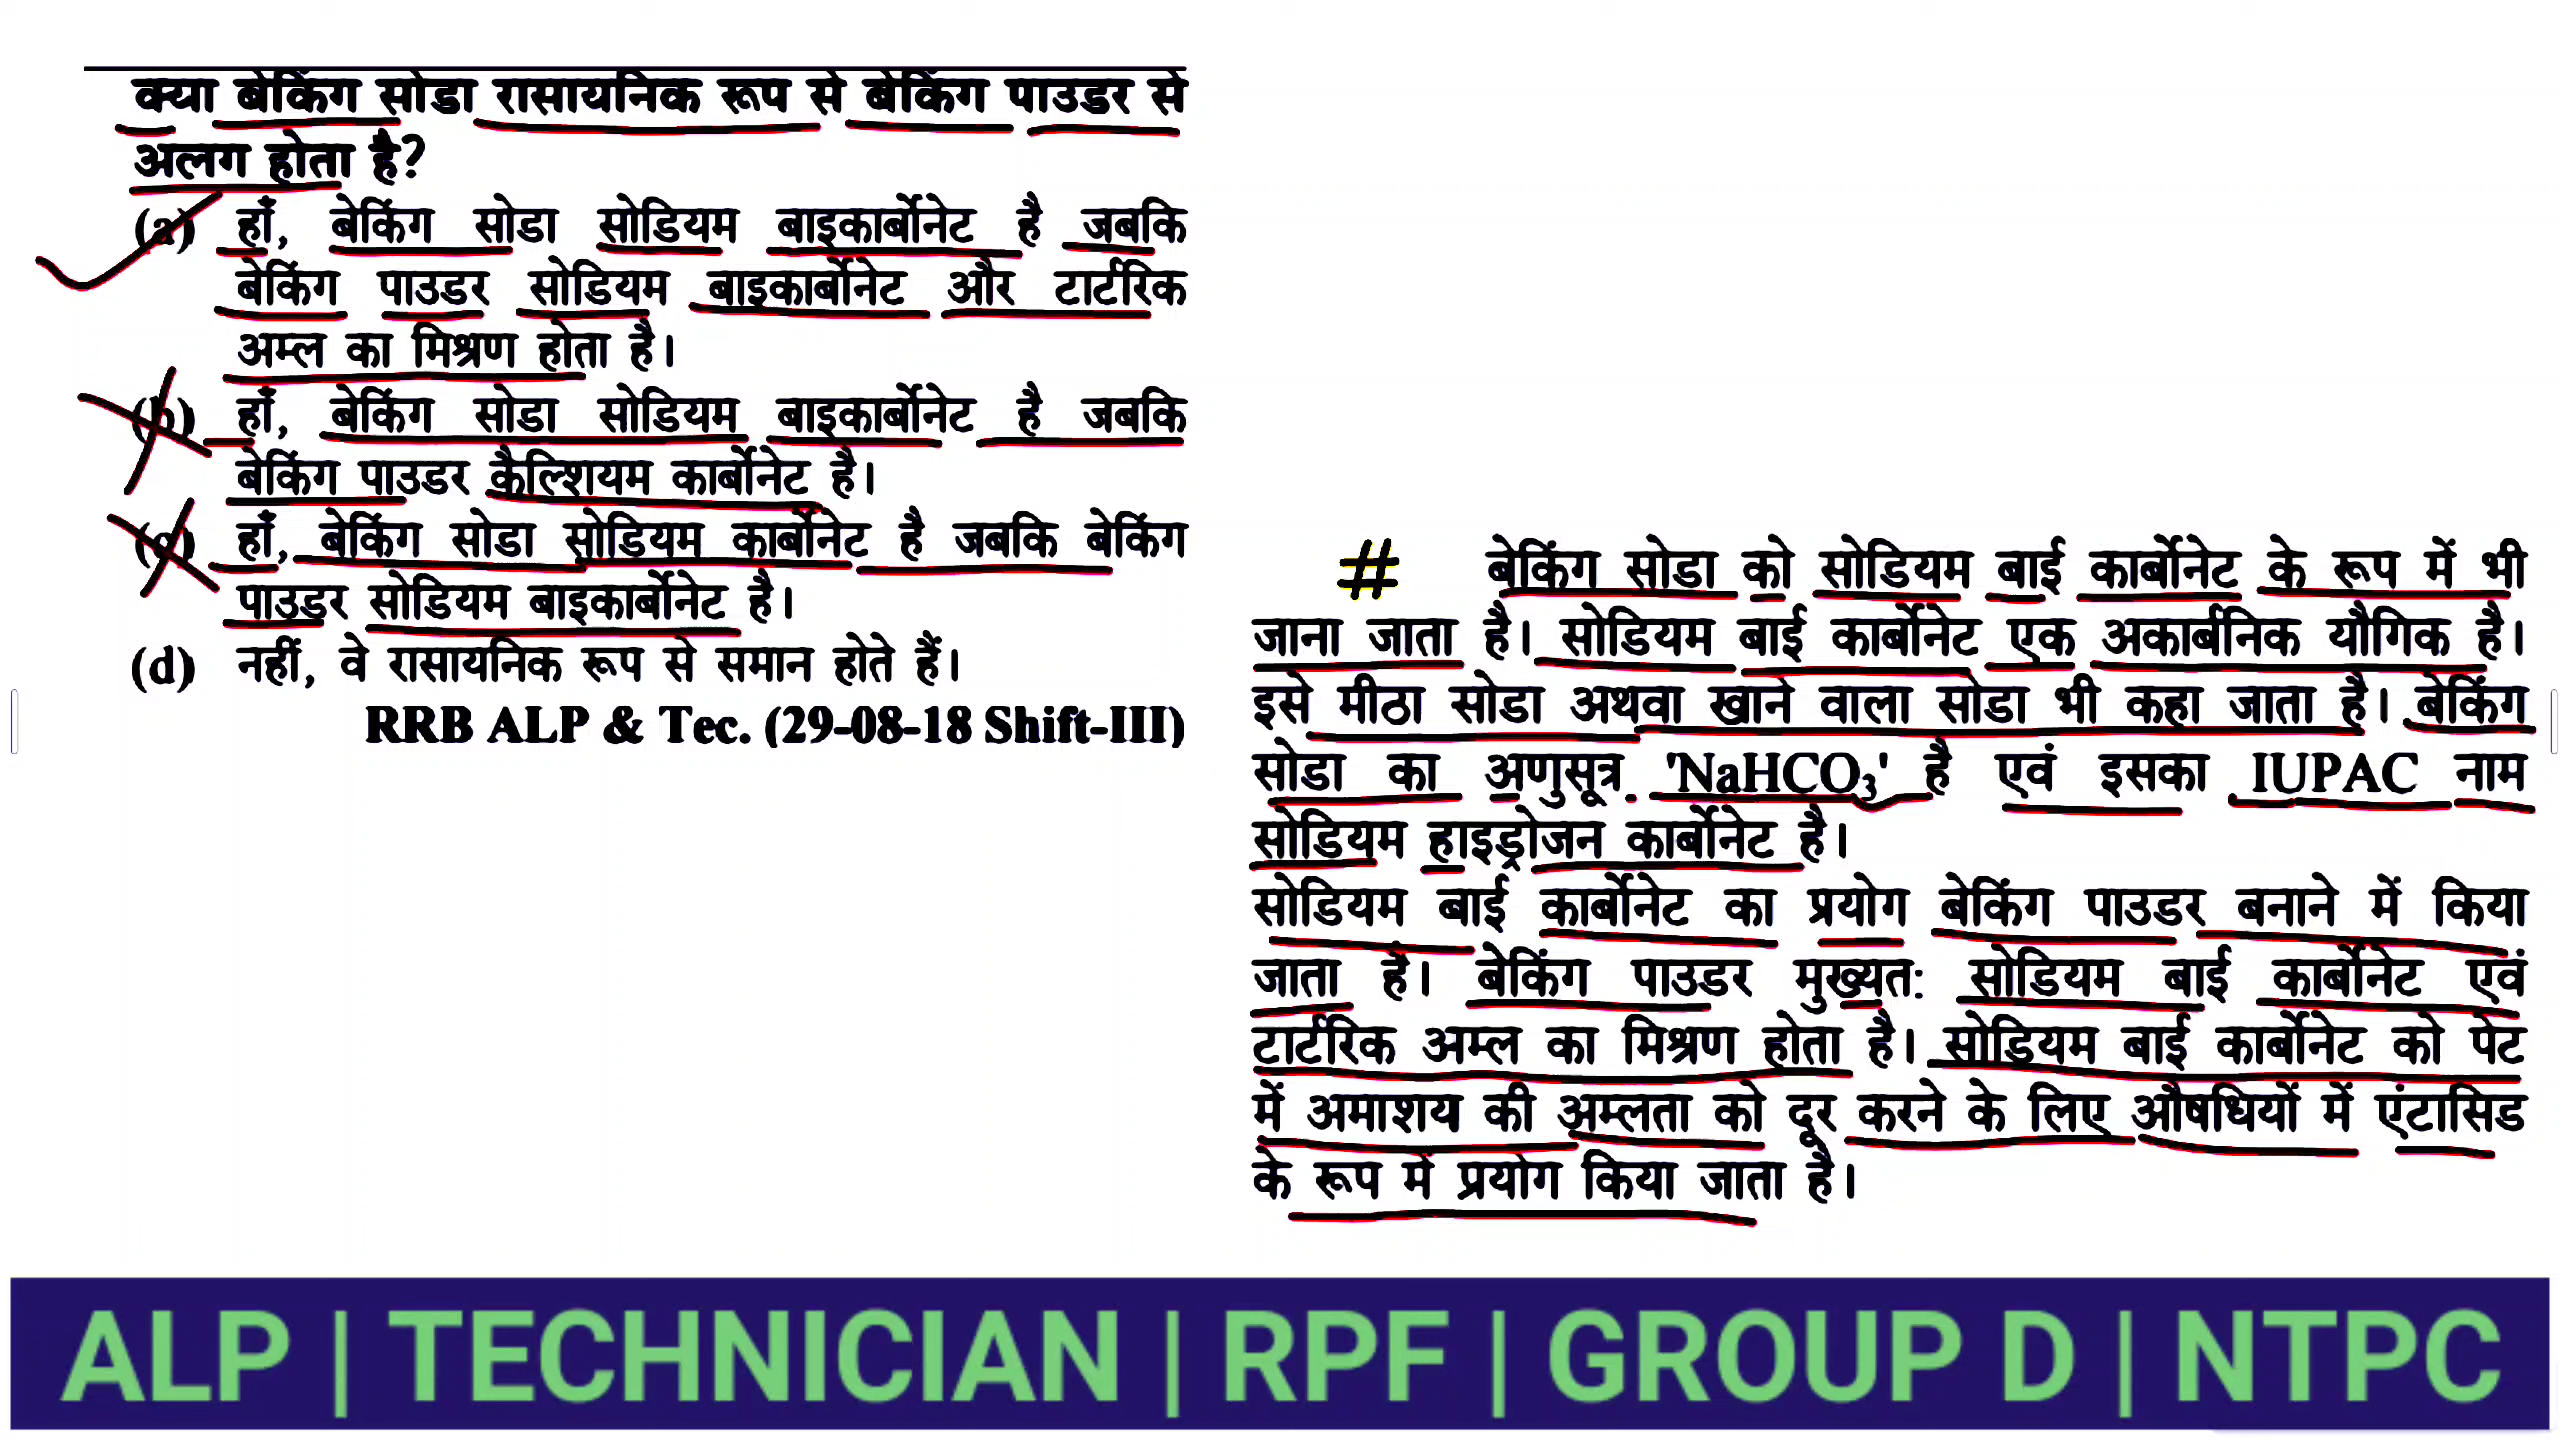 क्या बेकिंग सोडा रासायनिक रूप से बेकिंग पाउडर से
अलग होता है?
(a) हाँ, बेकिंग सोडा सोडियम बाइकार्बोनेट है जबकि
बेकिंग पाउडर सोडियम बाइकार्बोनेट और टार्टरिक
अम्ल का मिश्रण होता है।
(b) हाँ, बेकिंग सोडा सोडियम बाइकार्बोनेट है जबकि
बेकिंग पाउडर कैल्शियम कार्बोनेट है।
(c) हाँ, बेकिंग सोडा सोडियम कार्बोनेट है जबकि बेकिंग
पाउडर सोडियम बाइकार्बोनेट है।
(d) नहीं, वे रासायनिक रूप से समान होते हैं।
RRB ALP & Tec. (29-08-18 Shift-III)
# बेकिंग सोडा को सोडियम बाई कार्बोनेट के रूप में भी
जाना जाता है। सोडियम बाई कार्बोनेट एक अकार्बनिक यौगिक है।
इसे मीठा सोडा अथवा खाने वाला सोडा भी कहा जाता है। बेकिंग
सोडा का अणुसूत्र 'NaHCO₃' है एवं इसका IUPAC नाम
सोडियम हाइड्रोजन कार्बोनेट है।
सोडियम बाई कार्बोनेट का प्रयोग बेकिंग पाउडर बनाने में किया
जाता है। बेकिंग पाउडर मुख्यत: सोडियम बाई कार्बोनेट एवं
टार्टरिक अम्ल का मिश्रण होता है। सोडियम बाई कार्बोनेट को पेट
में अमाशय की अम्लता को दूर करने के लिए औषधियों में एंटासिड
के रूप में प्रयोग किया जाता है।
ALP | TECHNICIAN | RPF | GROUP D | NTPC